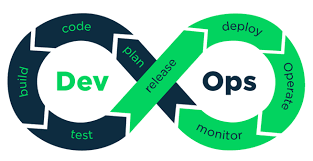 code
build
plan
Dev
test
release
deploy
Ops
Operate
monitor